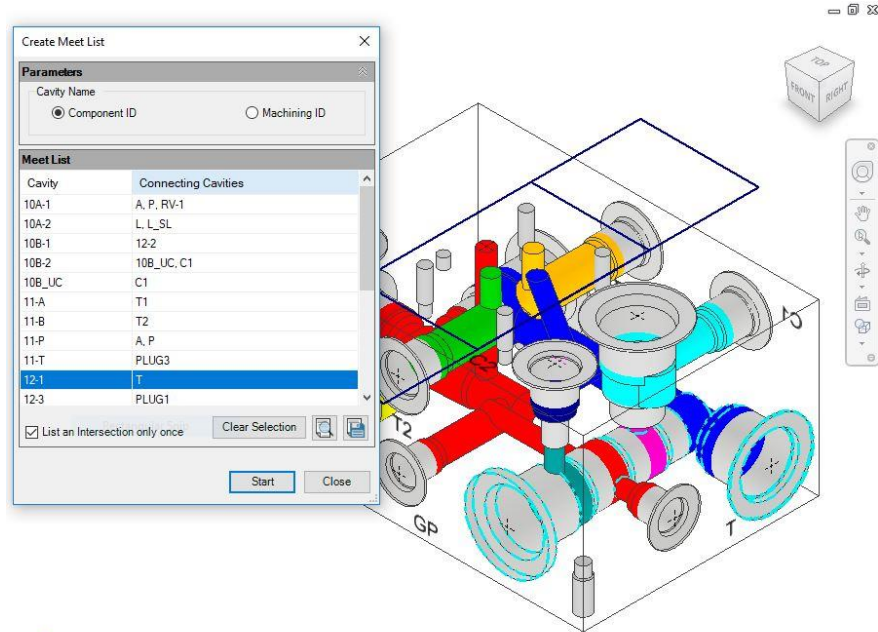 Create Meet List
Parameters
Cavity Name
Component ID
Machining ID
Meet List
Cavity Connecting Cavities
10A-1 A, P, RV-1
10A-2 L, L_SL
10B-1 12-2
10B-2 10B_UC, C1
10B_UC C1
11-A T1
11-B T2
11-P A, P
11-T PLUG3
12-1 T
12-3 PLUG1
List an Intersection only once
Clear Selection
Start
Close
TOP
FRONT
RIGHT
C1
T2
GP
T